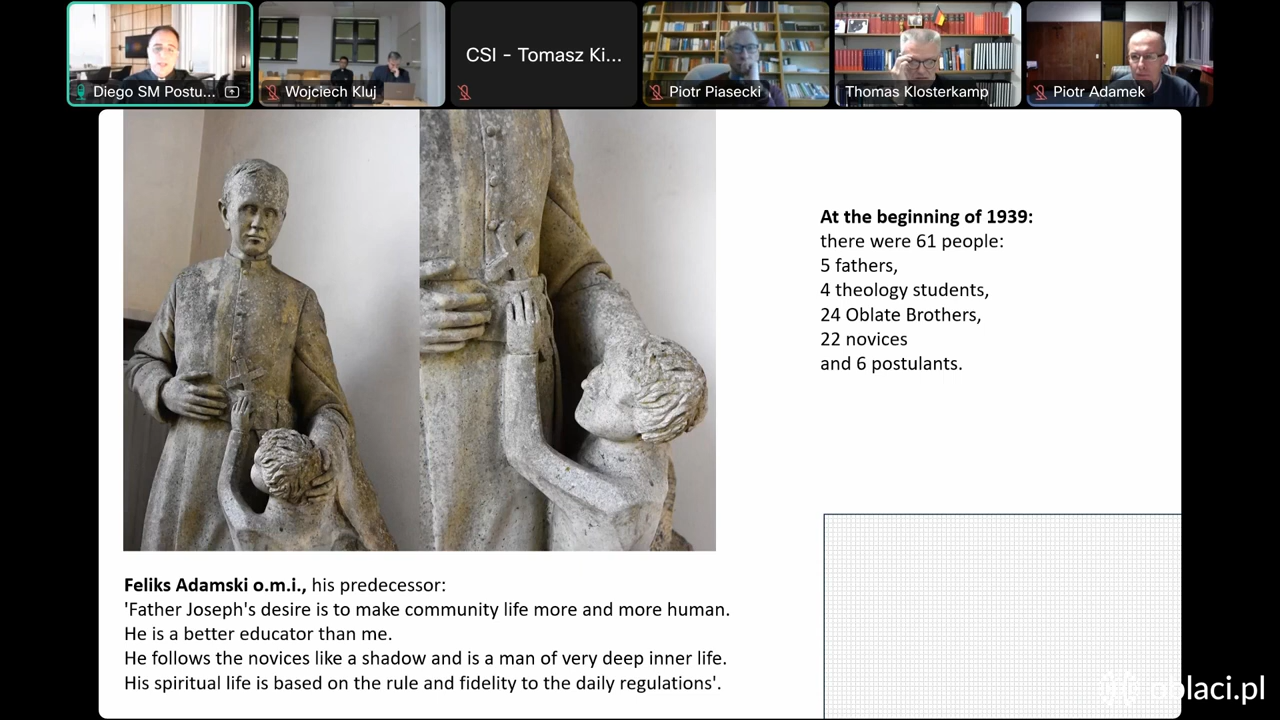 Diego SM Postu...
Wojciech Kluj
CSI - Tomasz Ki...
Piotr Piasecki
Thomas Klosterkamp
Piotr Adamek
At the beginning of 1939:
there were 61 people:
5 fathers,
4 theology students,
24 Oblate Brothers,
22 novices
and 6 postulants.
Feliks Adamski o.m.i., his predecessor:
'Father Joseph's desire is to make community life more and more human.
He is a better educator than me.
He follows the novices like a shadow and is a man of very deep inner life.
His spiritual life is based on the rule and fidelity to the daily regulations'.
oblaci.pl